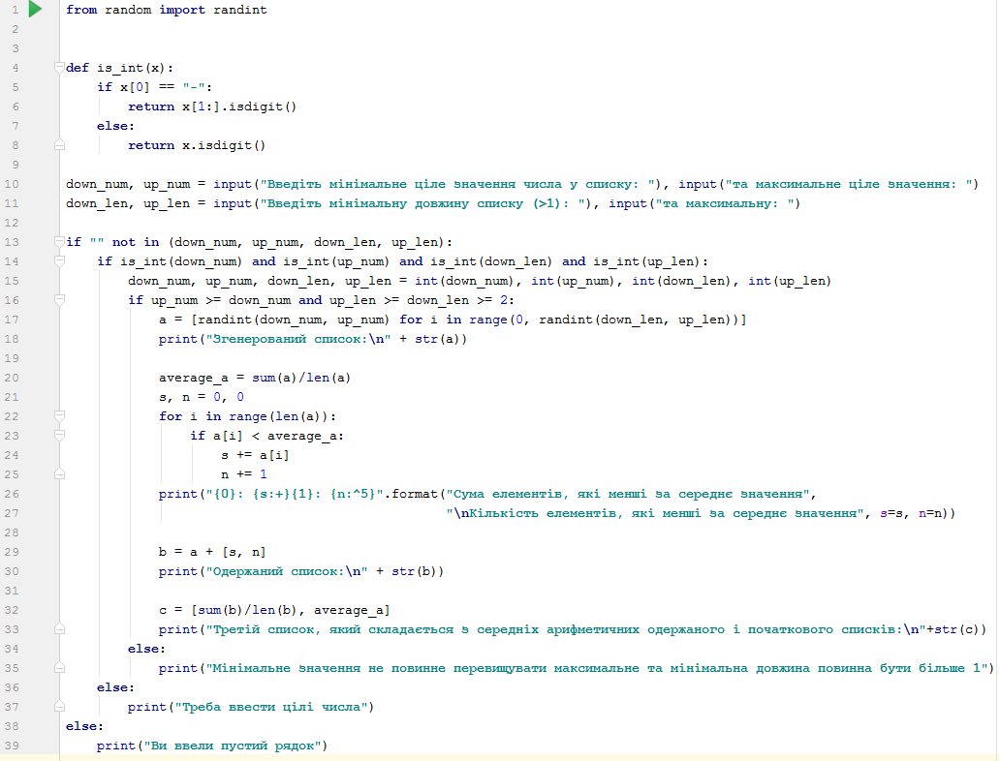 1 from random import randint
2
3
4 def is_int(x):
5     if x[0] == "-":
6         return x[1:].isdigit()
7     else:
8         return x.isdigit()
9
10 down_num, up_num = input("Введіть мінімальне ціле значення числа у списку: "), input("та максимальне ціле значення: ")
11 down_len, up_len = input("Введіть мінімальну довжину списку (>1): "), input("та максимальну: ")
12
13 if "" not in (down_num, up_num, down_len, up_len):
14     if is_int(down_num) and is_int(up_num) and is_int(down_len) and is_int(up_len):
15         down_num, up_num, down_len, up_len = int(down_num), int(up_num), int(down_len), int(up_len)
16         if up_num >= down_num and up_len >= down_len >= 2:
17             a = [randint(down_num, up_num) for i in range(0, randint(down_len, up_len))]
18             print("Згенерований список:\n" + str(a))
19
20             average_a = sum(a)/len(a)
21             s, n = 0, 0
22             for i in range(len(a)):
23                 if a[i] < average_a:
24                     s += a[i]
25                     n += 1
26             print("{0}: {s:+}{1}: {n:^5}".format("Сума елементів, які менші за середнє значення",
27                                                  "\nКількість елементів, які менші за середнє значення", s=s, n=n))
28
29             b = a + [s, n]
30             print("Одержаний список:\n" + str(b))
31
32             c = [sum(b)/len(b), average_a]
33             print("Третій список, який складається з середніх арифметичних одержаного і початкового списків:\n"+str(c))
34         else:
35             print("Мінімальне значення не повинне перевищувати максимальне та мінімальна довжина повинна бути більше 1")
36     else:
37         print("Треба ввести цілі числа")
38 else:
39     print("Ви ввели пустий рядок")